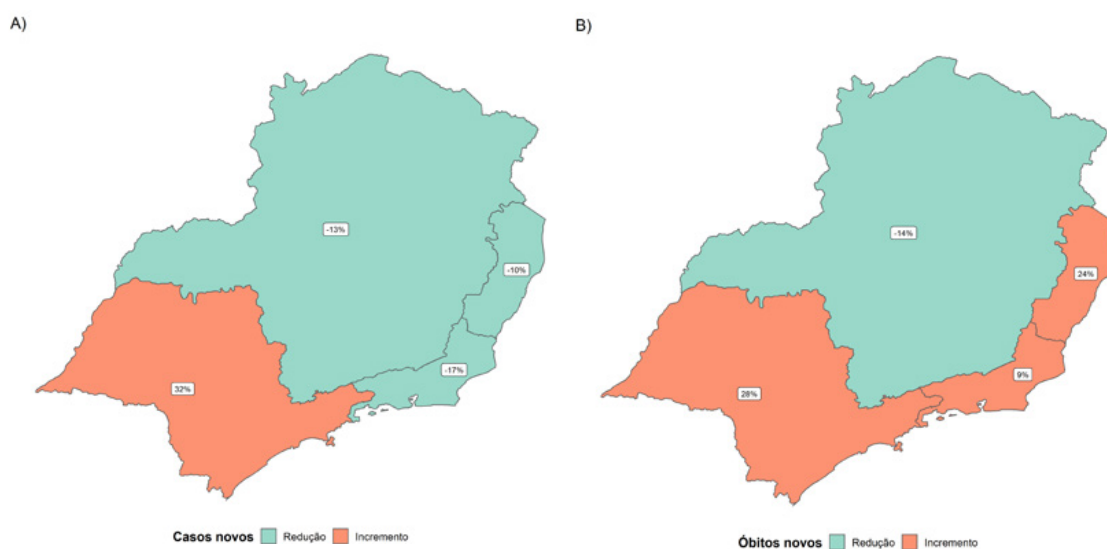 A)
-13%
-10%
-17%
32%
Casos novos Redução Incremento
B)
-14%
24%
9%
28%
Óbitos novos Redução Incremento